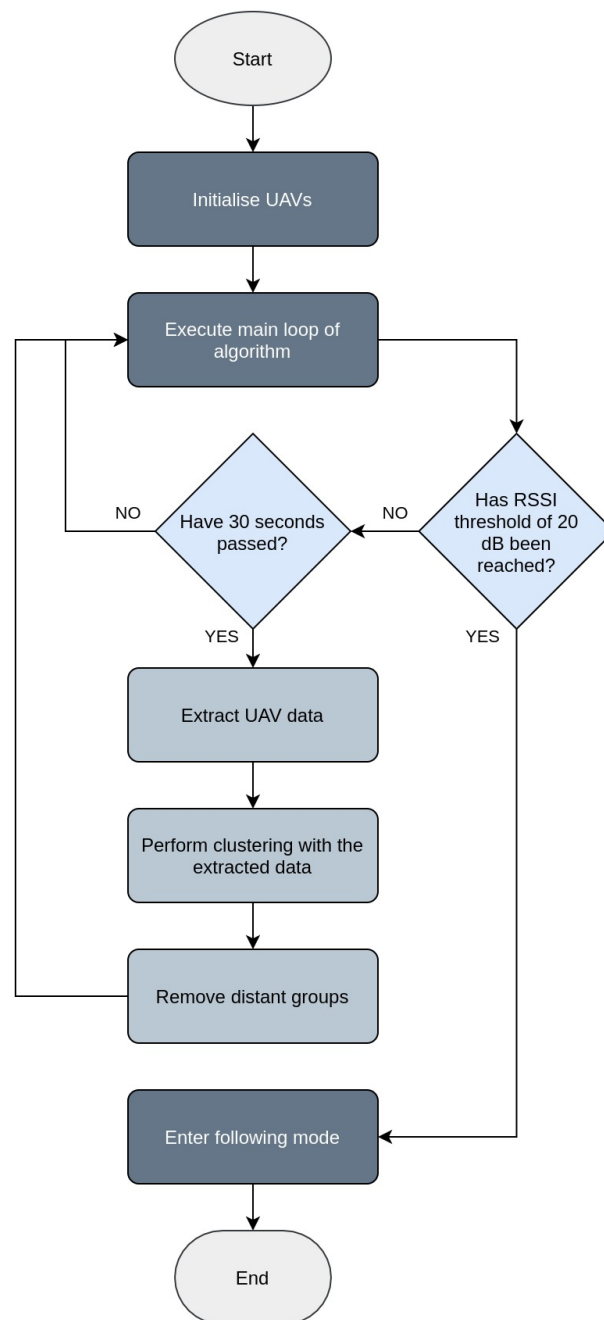 Start
Initialise UAVs
Execute main loop of
algorithm
Has RSSI
threshold of 20
dB been
reached?
NO
Have 30 seconds
passed?
NO
YES
YES
Extract UAV data
Perform clustering with the
extracted data
Remove distant groups
Enter following mode
End